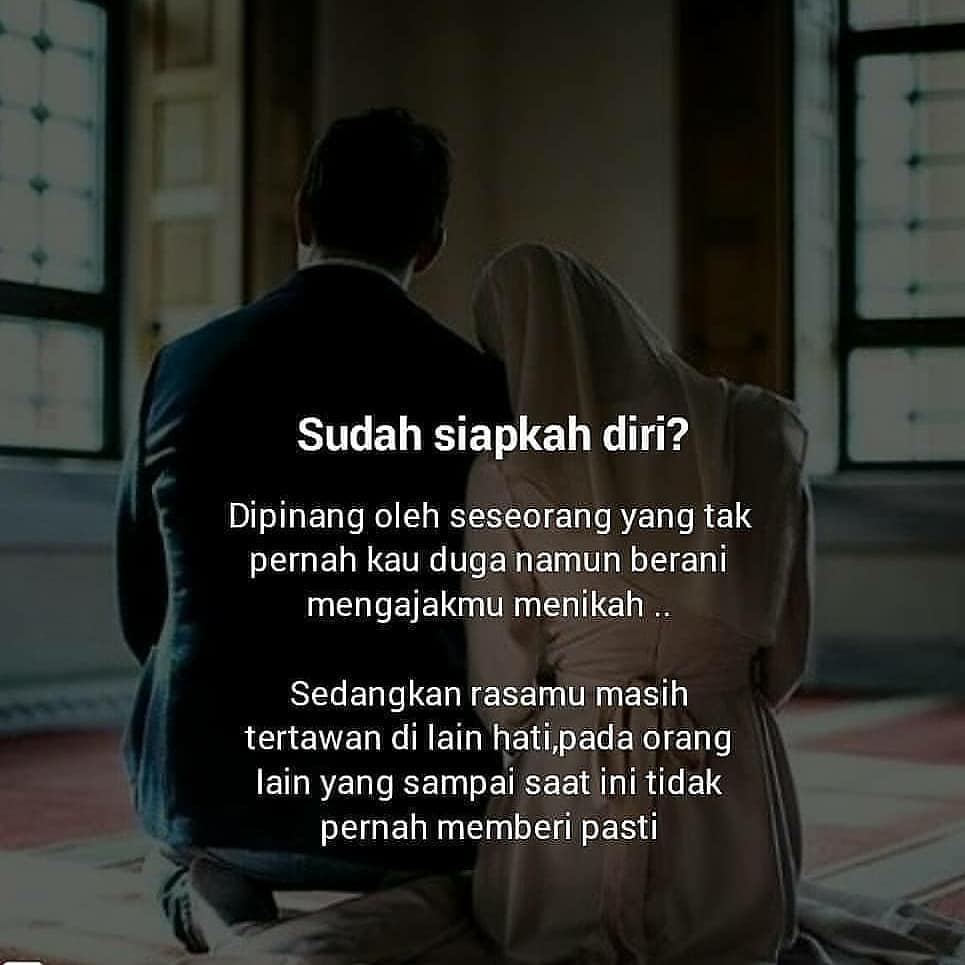 Sudah siapkah diri?
Dipinang oleh seseorang yang tak
pernah kau duga namun berani
mengajakmu menikah ..
Sedangkan rasamu masih
tertawan di lain hati,pada orang
lain yang sampai saat ini tidak
pernah memberi pasti